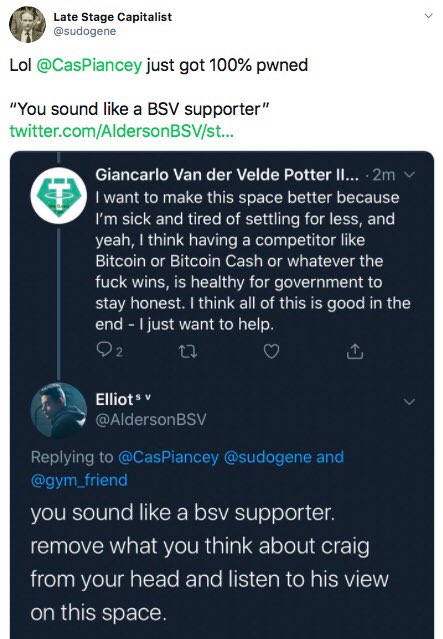 Late Stage Capitalist
@sudogene
Lol @CasPiancey just got 100% pwned
“You sound like a BSV supporter”
twitter.com/AldersonBSV/st...
Giancarlo Van der Velde Potter II... · 2m
I want to make this space better because
I'm sick and tired of settling for less, and
yeah, I think having a competitor like
Bitcoin or Bitcoin Cash or whatever the
fuck wins, is healthy for government to
stay honest. I think all of this is good in the
end - I just want to help.
2
Elliot ˢ ᵛ
@AldersonBSV
Replying to @CasPiancey @sudogene and
@gym_friend
you sound like a bsv supporter.
remove what you think about craig
from your head and listen to his view
on this space.